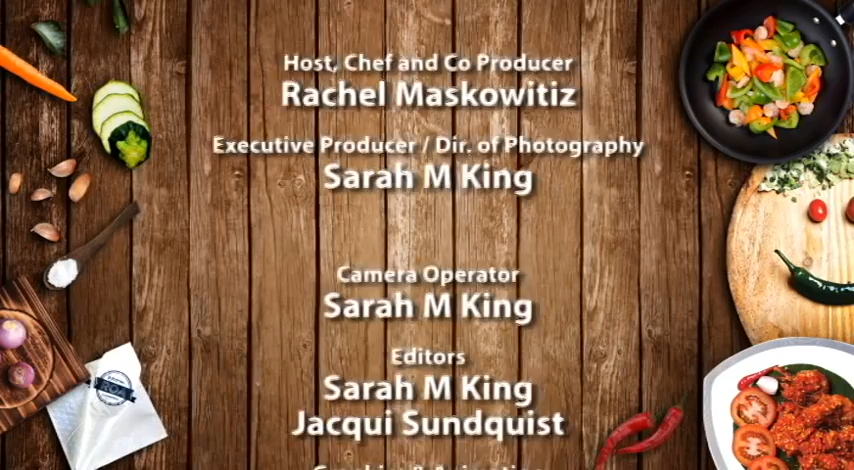 Host, Chef and Co Producer
Rachel Maskowitiz
Executive Producer / Dir. of Photography
Sarah M King
Camera Operator
Sarah M King
Editors
Sarah M King
Jacqui Sundquist
ROA